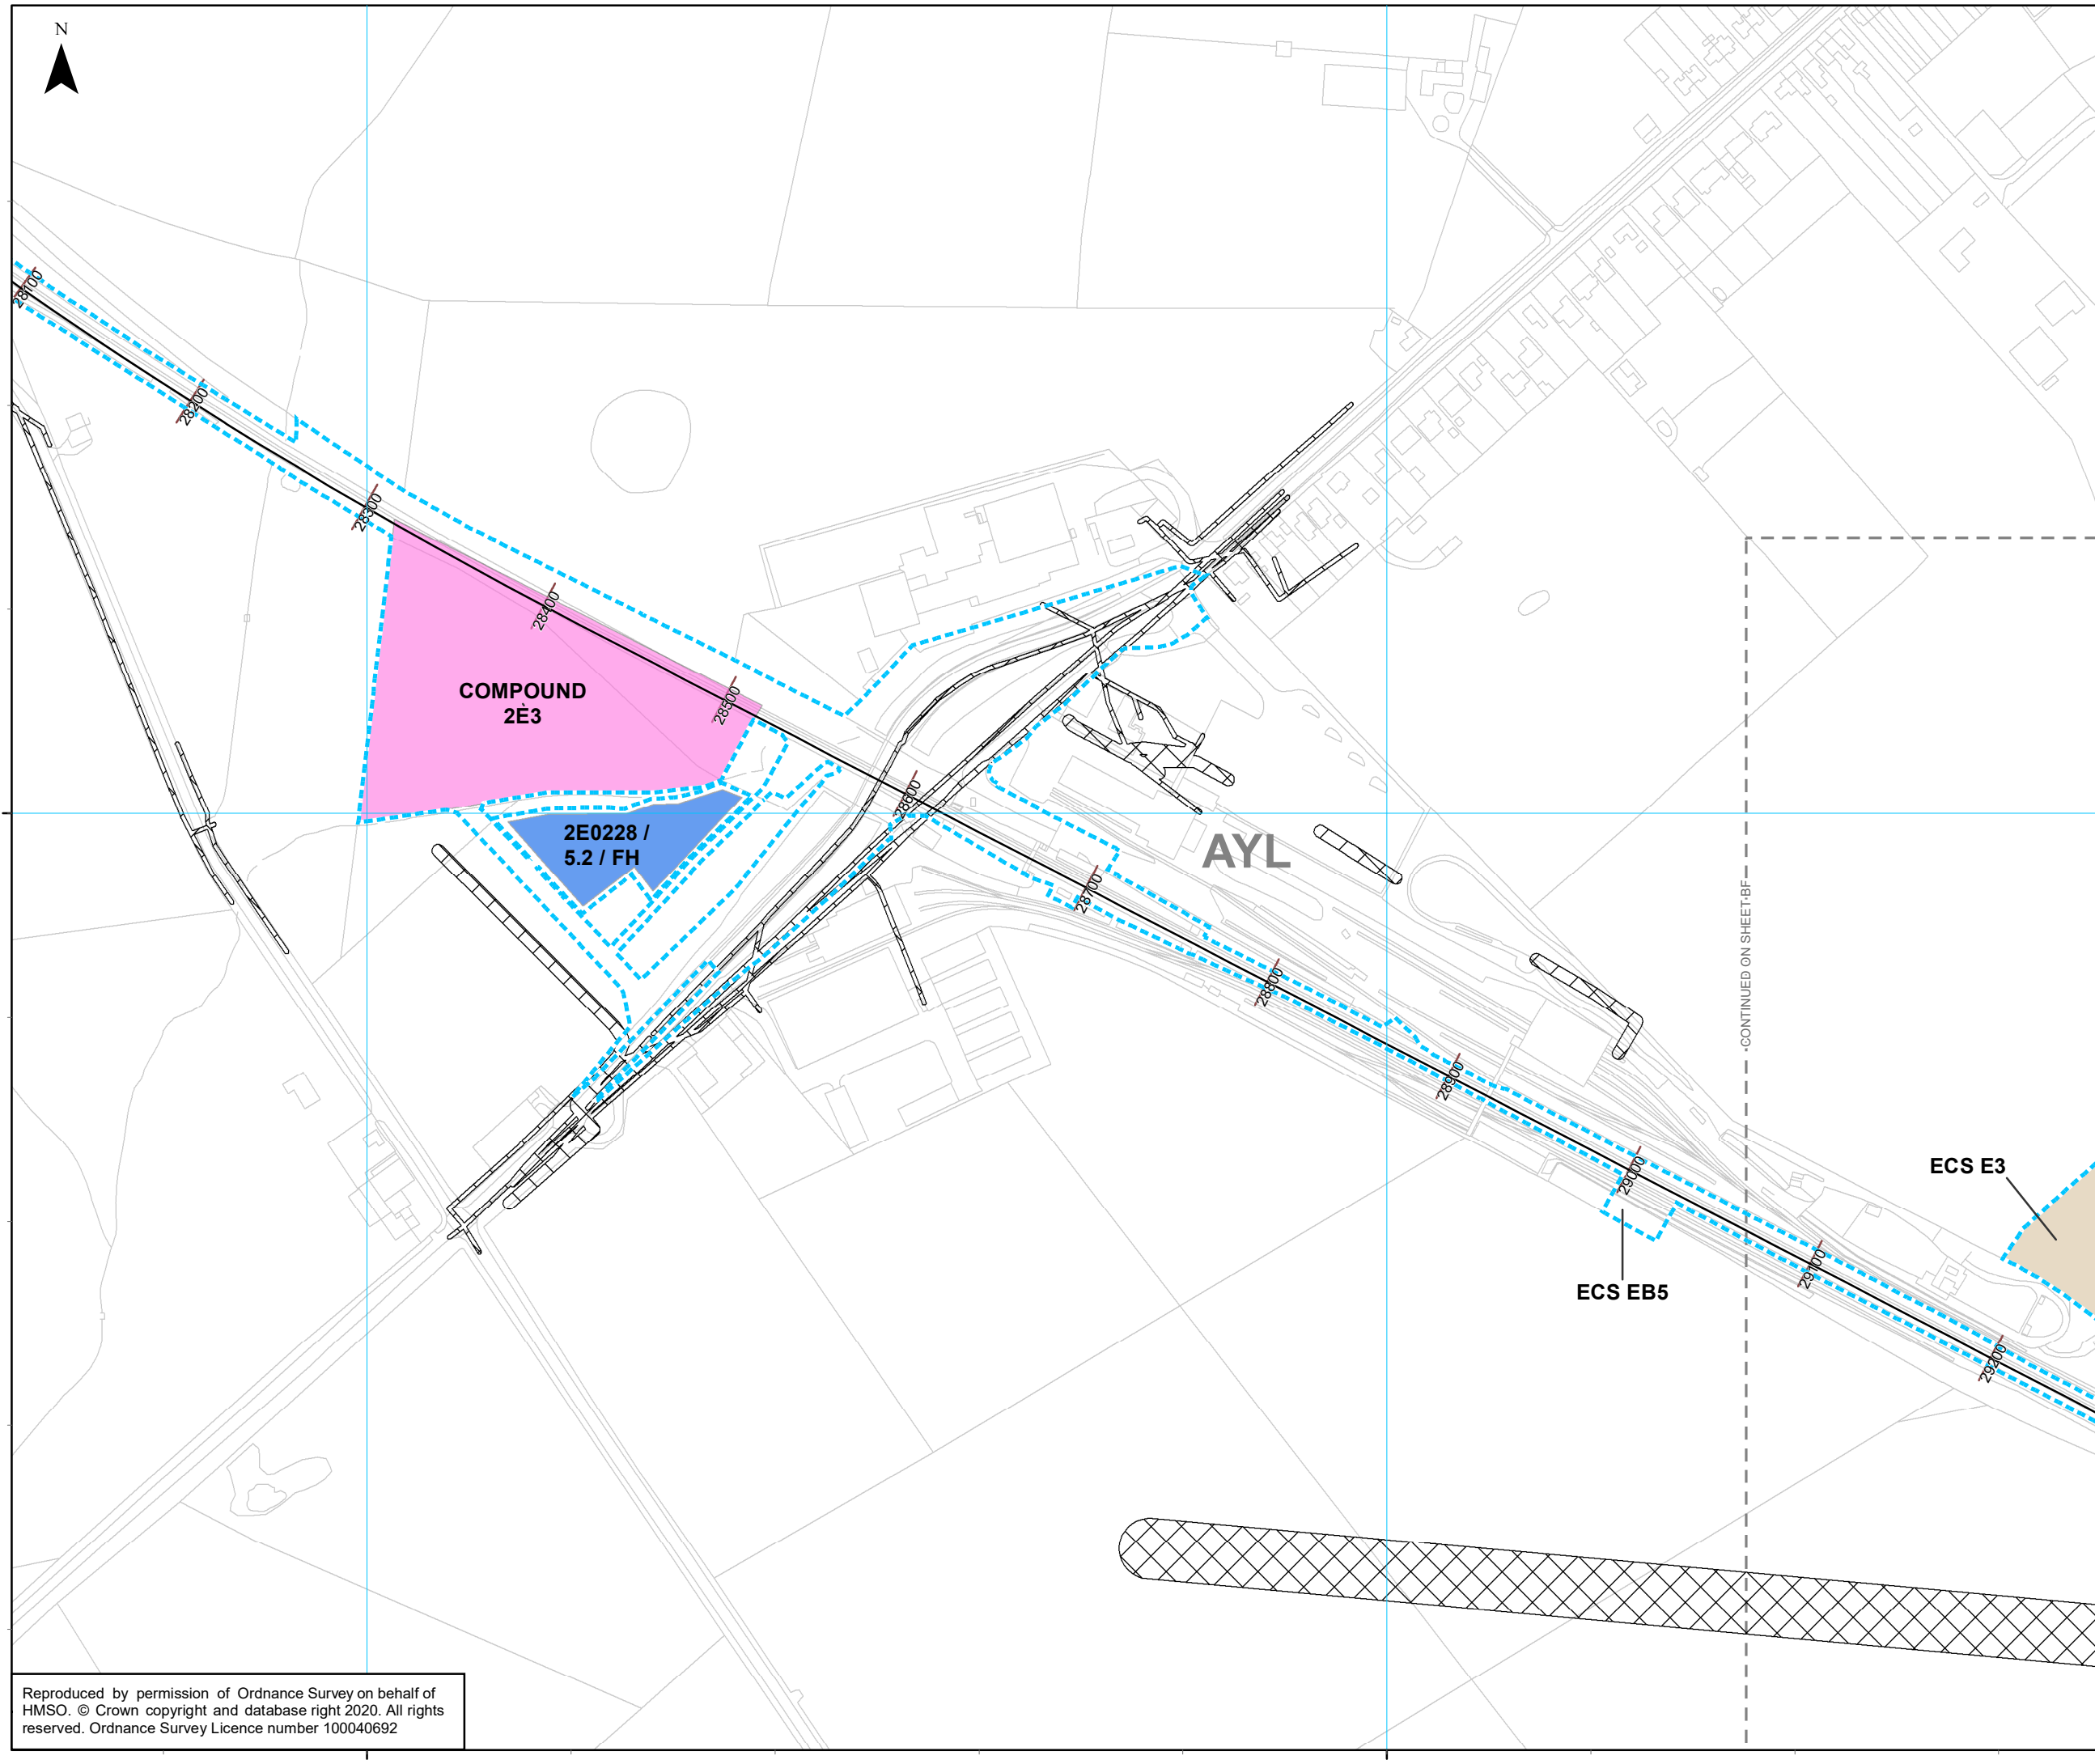 N
28100
28200
28300
28400
28500
28600
28700
28800
28900
29000
29100
29200
COMPOUND
2E3
2E0228 /
5.2 / FH
AYL
CONTINUED ON SHEET BF
ECS E3
ECS EB5
Reproduced by permission of Ordnance Survey on behalf of
HMSO. © Crown copyright and database right 2020. All rights
reserved. Ordnance Survey Licence number 100040692